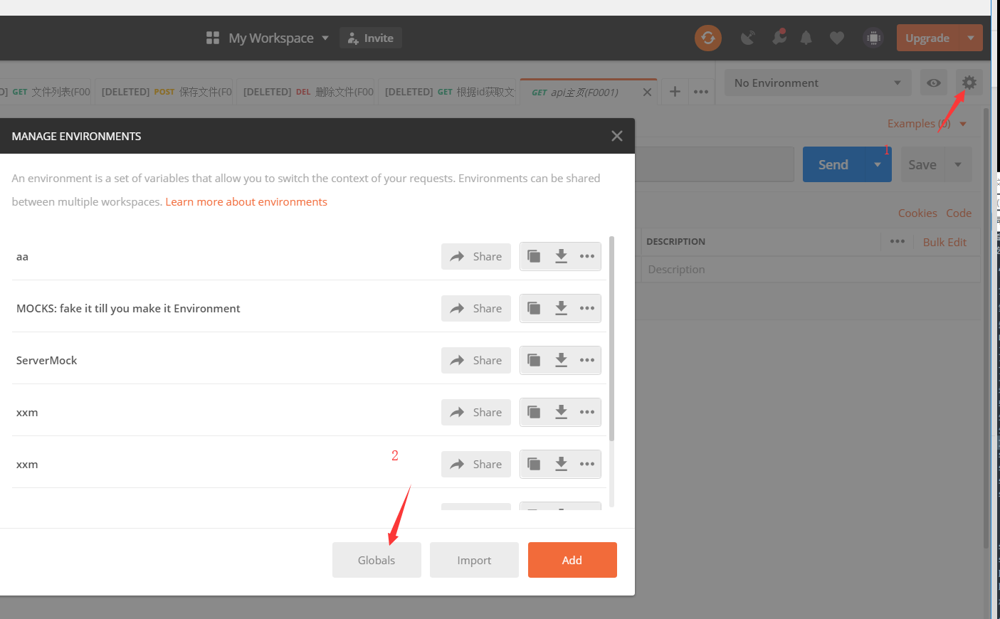 My Workspace
Invite
Upgrade
D] GET 文件列表(F00
[DELETED] POST 保存文件(F0
[DELETED] DEL 删除文件(F00
[DELETED] GET 根据id获取文
GET api主页(F0001)
No Environment
Examples (0)
1
Send
Save
Cookies Code
DESCRIPTION
Bulk Edit
Description
MANAGE ENVIRONMENTS
An environment is a set of variables that allow you to switch the context of your requests. Environments can be shared
between multiple workspaces. Learn more about environments
aa
Share
MOCKS: fake it till you make it Environment
Share
ServerMock
Share
xxm
Share
xxm
Share
2
Globals
Import
Add